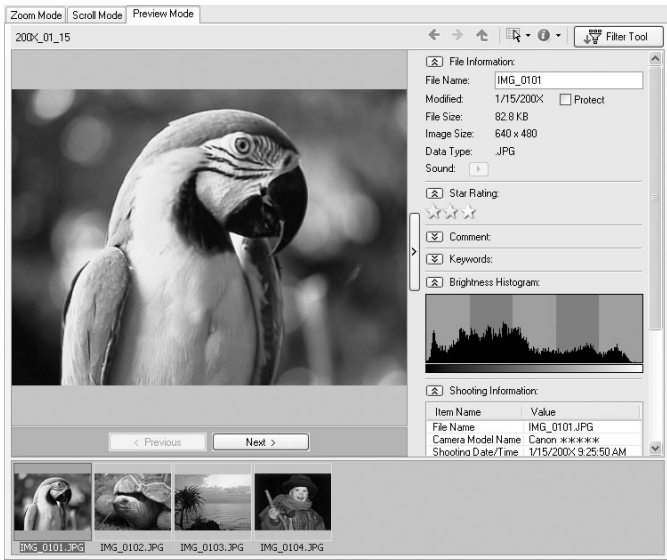 Zoom Mode Scroll Mode Preview Mode
200X_01_15
Filter Tool
File Information:
File Name: IMG_0101
Modified: 1/15/200X Protect
File Size: 82.8 KB
Image Size: 640 x 480
Data Type: .JPG
Sound:
Star Rating:
Comment:
Keywords:
Brightness Histogram:
Shooting Information:
Item Name Value
File Name IMG_0101.JPG
Camera Model Name Canon ✱✱✱✱✱
Shooting Date/Time 1/15/200X 9:25:50 AM
< Previous Next >
IMG_0101.JPG IMG_0102.JPG IMG_0103.JPG IMG_0104.JPG